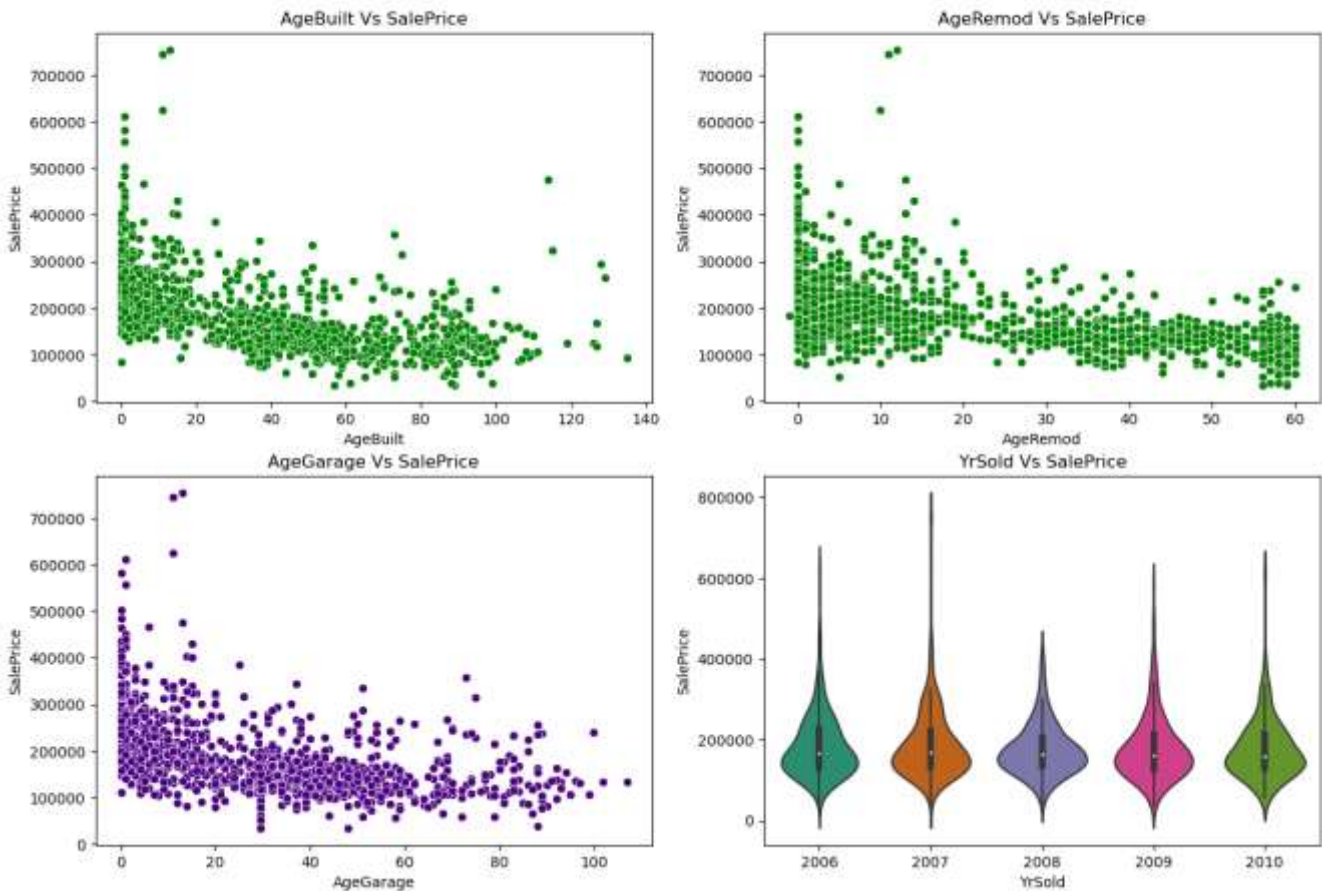 AgeBuilt Vs SalePrice
700000
600000
500000
400000
300000
200000
100000
0
SalePrice
0 20 40 60 80 100 120 140
AgeBuilt
AgeRemod Vs SalePrice
700000
600000
500000
400000
300000
200000
100000
0
SalePrice
0 10 20 30 40 50 60
AgeRemod
AgeGarage Vs SalePrice
700000
600000
500000
400000
300000
200000
100000
0
SalePrice
0 20 40 60 80 100
AgeGarage
YrSold Vs SalePrice
800000
600000
400000
200000
0
SalePrice
2006 2007 2008 2009 2010
YrSold